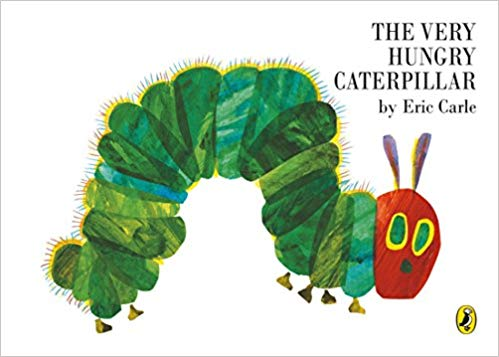 THE VERY
HUNGRY
CATERPILLAR
by Eric Carle